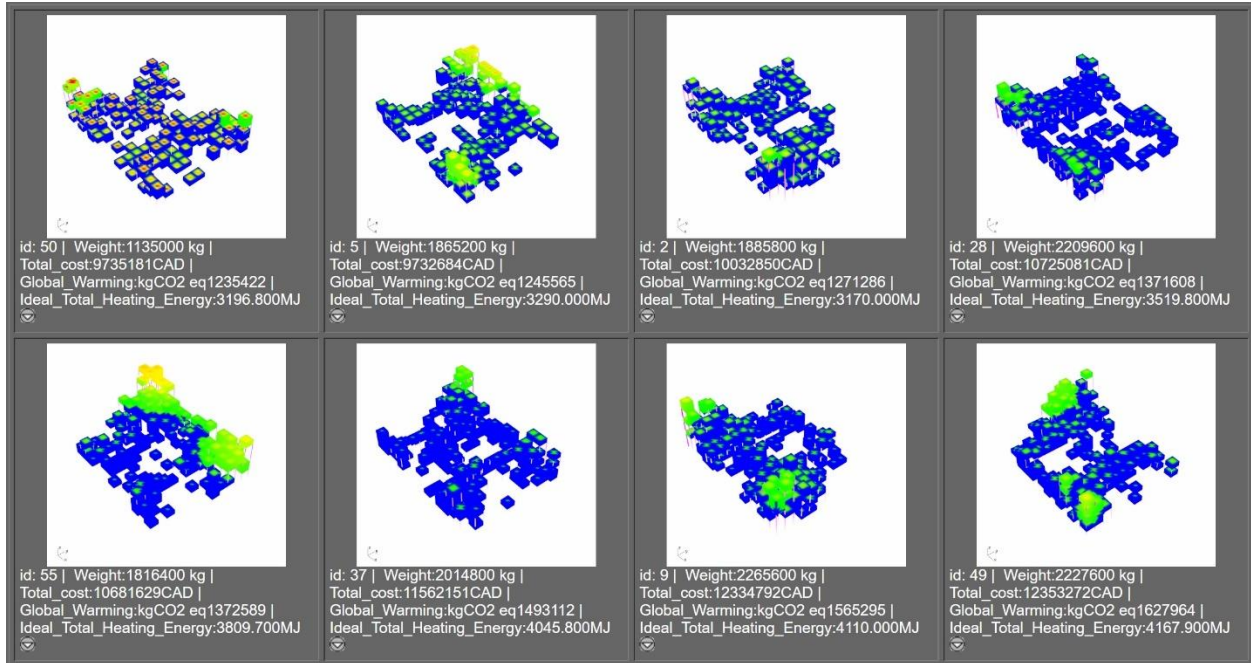 id: 50 | Weight:1135000 kg |
Total_cost:9735181CAD |
Global_Warming:kgCO2 eq1235422 |
Ideal_Total_Heating_Energy:3196.800MJ
id: 5 | Weight:1865200 kg |
Total_cost:9732684CAD |
Global_Warming:kgCO2 eq1245565 |
Ideal_Total_Heating_Energy:3290.000MJ
id: 2 | Weight:1885800 kg |
Total_cost:10032850CAD |
Global_Warming:kgCO2 eq1271286 |
Ideal_Total_Heating_Energy:3170.000MJ
id: 28 | Weight:2209600 kg |
Total_cost:10725081CAD |
Global_Warming:kgCO2 eq1371608 |
Ideal_Total_Heating_Energy:3519.800MJ
id: 55 | Weight:1816400 kg |
Total_cost:10681629CAD |
Global_Warming:kgCO2 eq1372589 |
Ideal_Total_Heating_Energy:3809.700MJ
id: 37 | Weight:2014800 kg |
Total_cost:11562151CAD |
Global_Warming:kgCO2 eq1493112 |
Ideal_Total_Heating_Energy:4045.800MJ
id: 9 | Weight:2265600 kg |
Total_cost:12334792CAD |
Global_Warming:kgCO2 eq1565295 |
Ideal_Total_Heating_Energy:4110.000MJ
id: 49 | Weight:2227600 kg |
Total_cost:12353272CAD |
Global_Warming:kgCO2 eq1627964 |
Ideal_Total_Heating_Energy:4167.900MJ